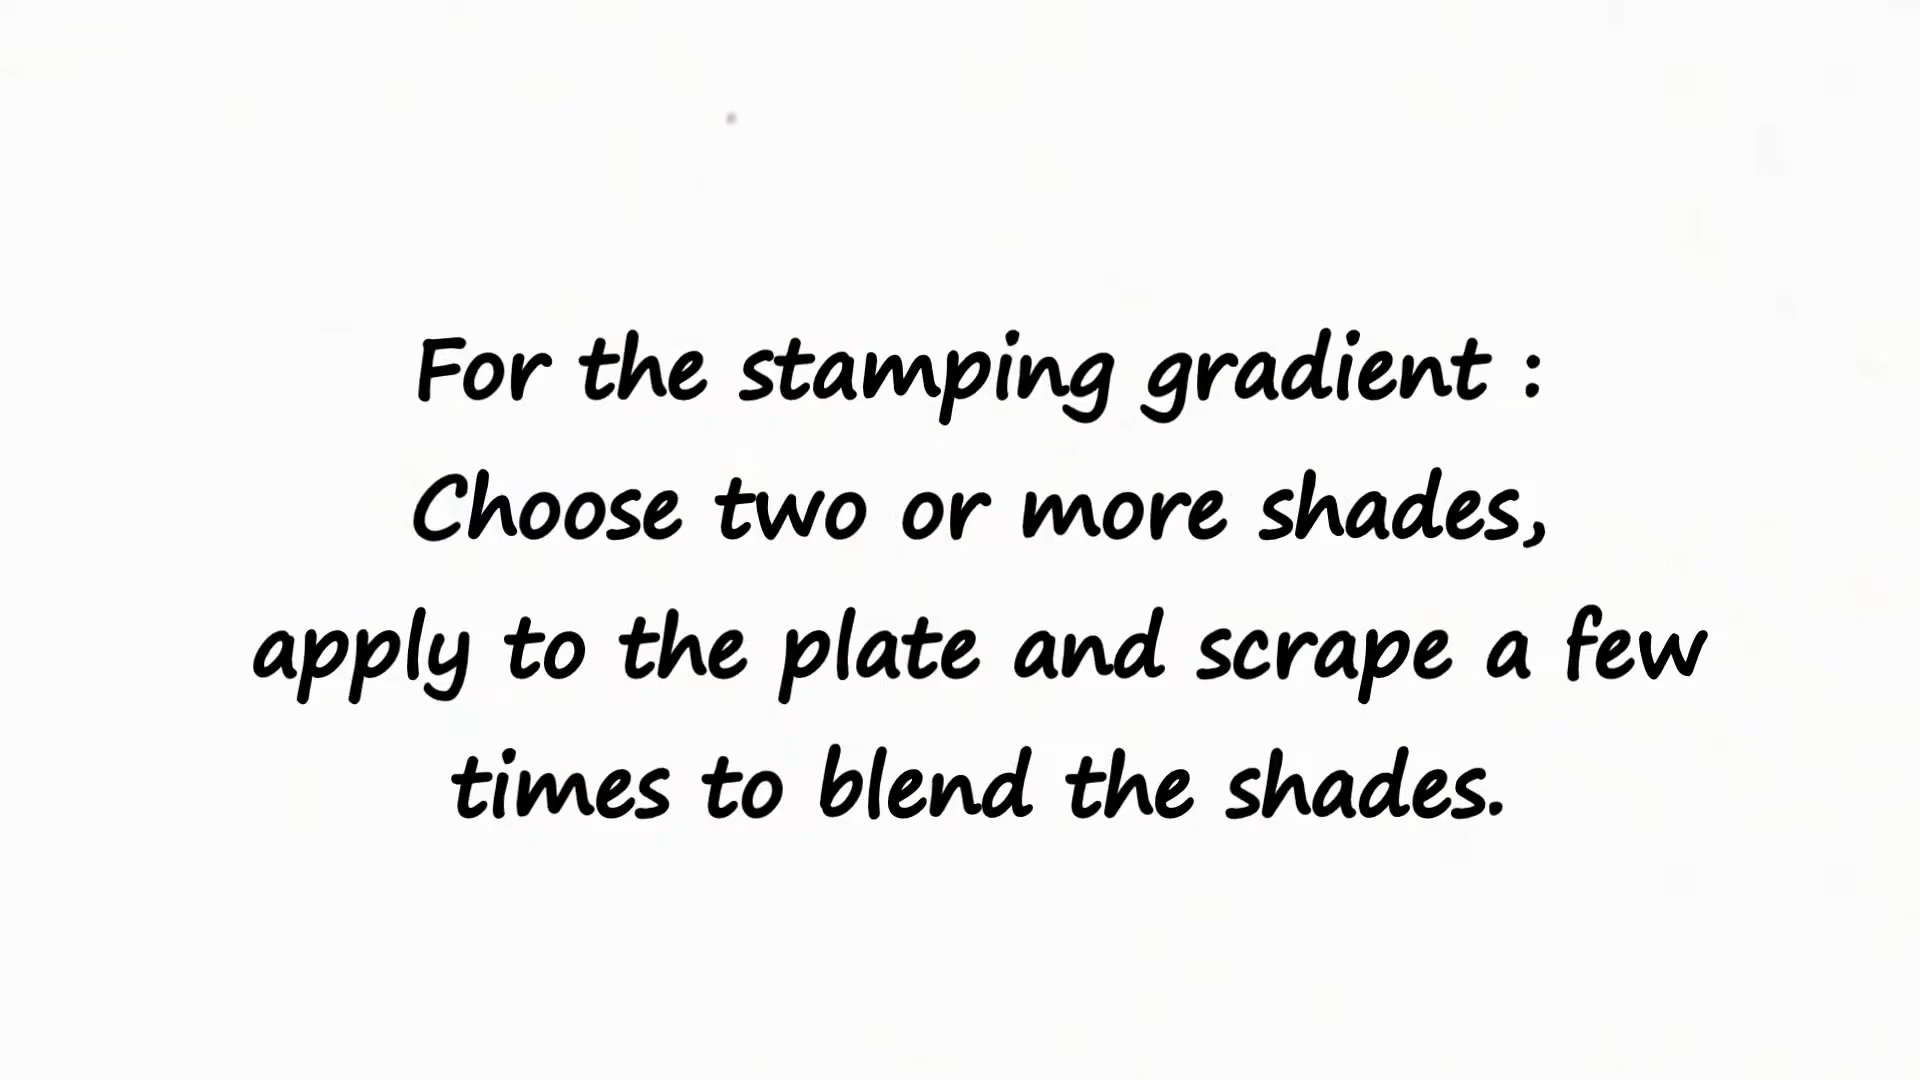 For the stamping gradient :
Choose two or more shades,
apply to the plate and scrape a few
times to blend the shades.